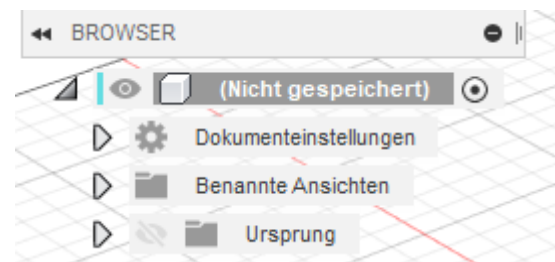 BROWSER
(Nicht gespeichert)
Dokumenteinstellungen
Benannte Ansichten
Ursprung